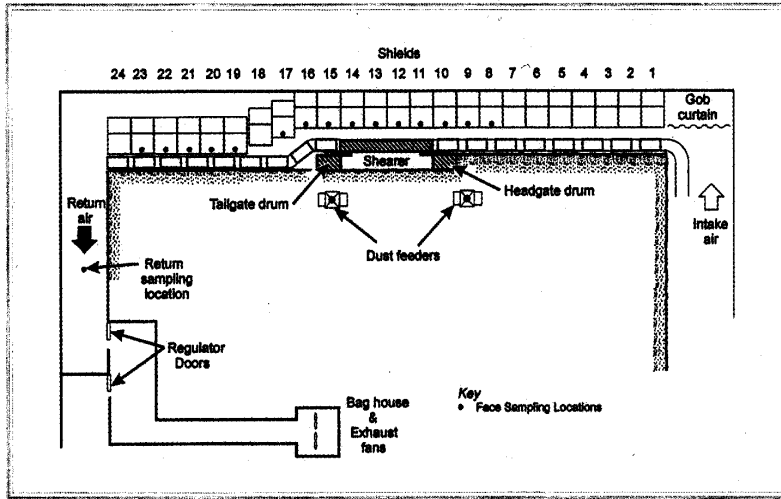 Shields
24 23 22 21 20 19 18 17 16 15 14 13 12 11 10 9 8 7 6 5 4 3 2 1
Gob
curtain
Shearer
Tailgate drum
Headgate drum
Return
air
Intake
air
Dust feeders
Return
sampling
location
Regulator
Doors
Bag house
&
Exhaust
fans
Key
• Face Sampling Locations